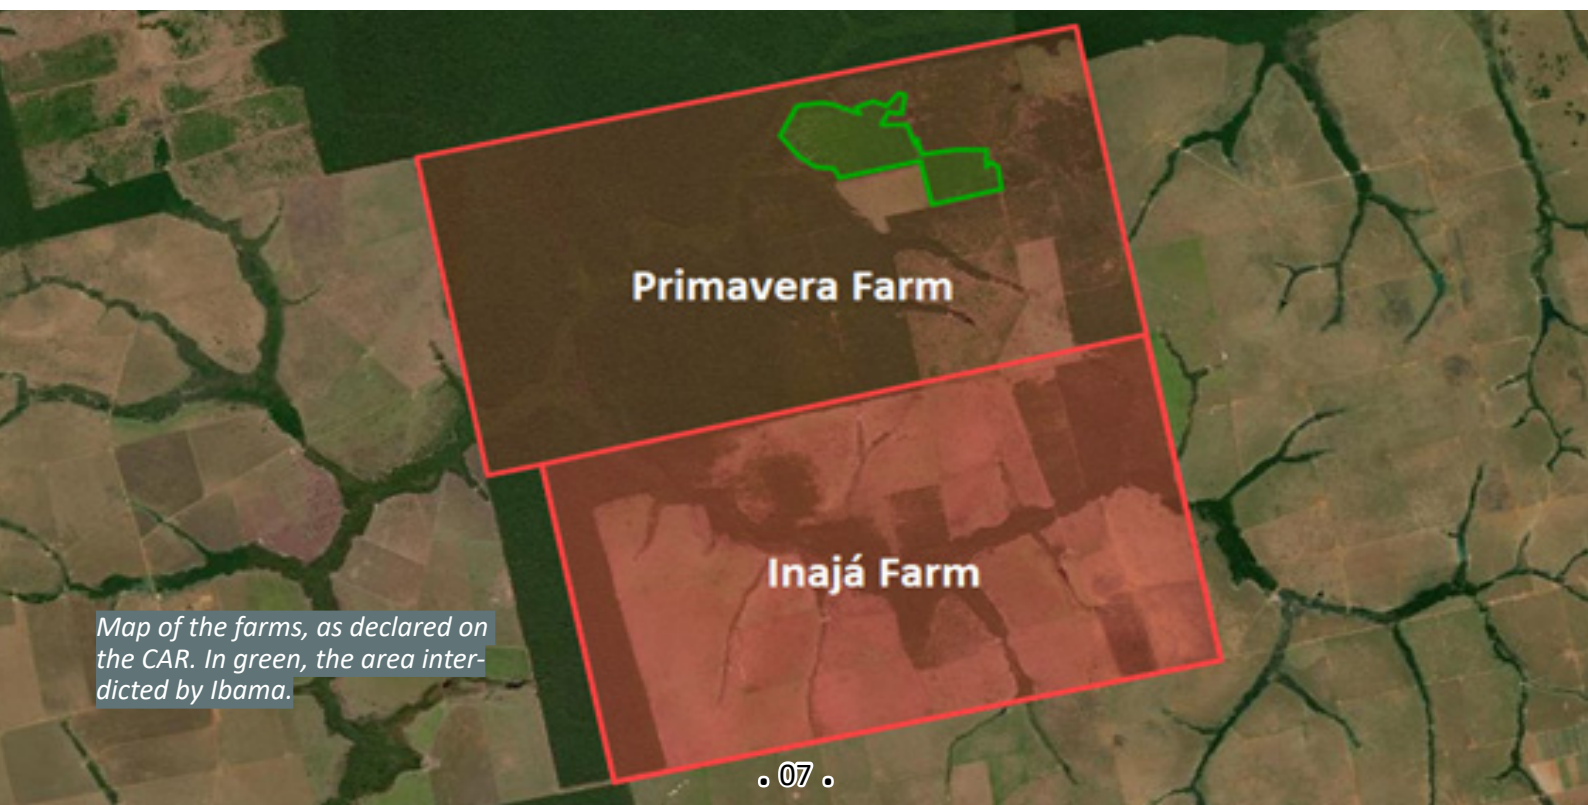 Primavera Farm
Inajá Farm
Map of the farms, as declared on
the CAR. In green, the area inter-
dicted by Ibama.
. 07 .